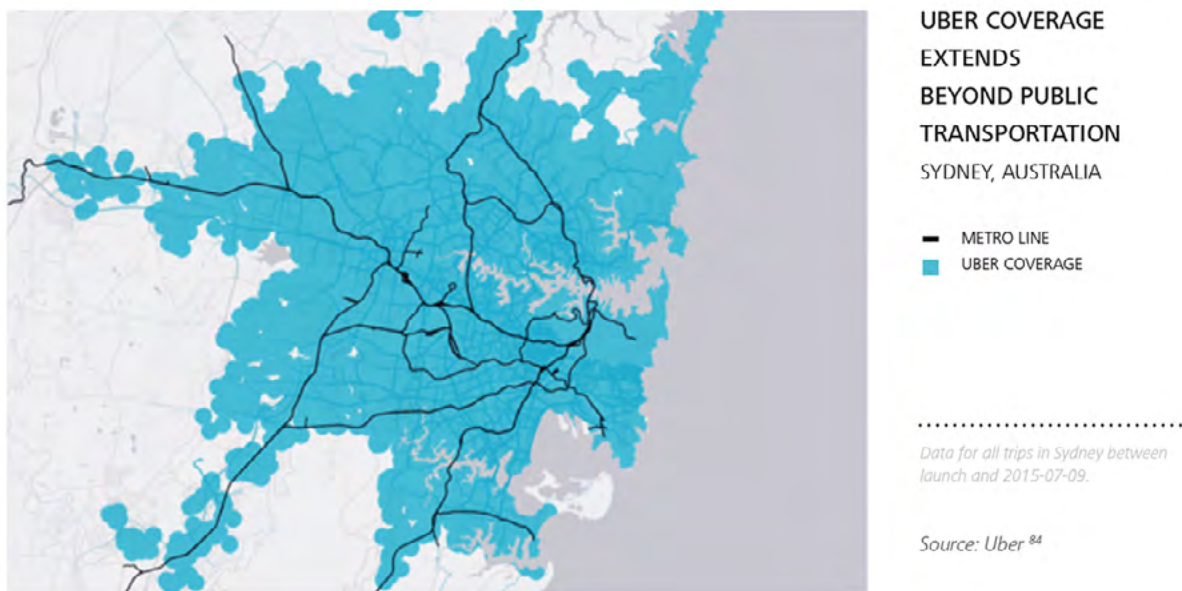 UBER COVERAGE
EXTENDS
BEYOND PUBLIC
TRANSPORTATION
SYDNEY, AUSTRALIA
METRO LINE
UBER COVERAGE
Data for all trips in Sydney between
launch and 2015-07-09.
Source: Uber 84